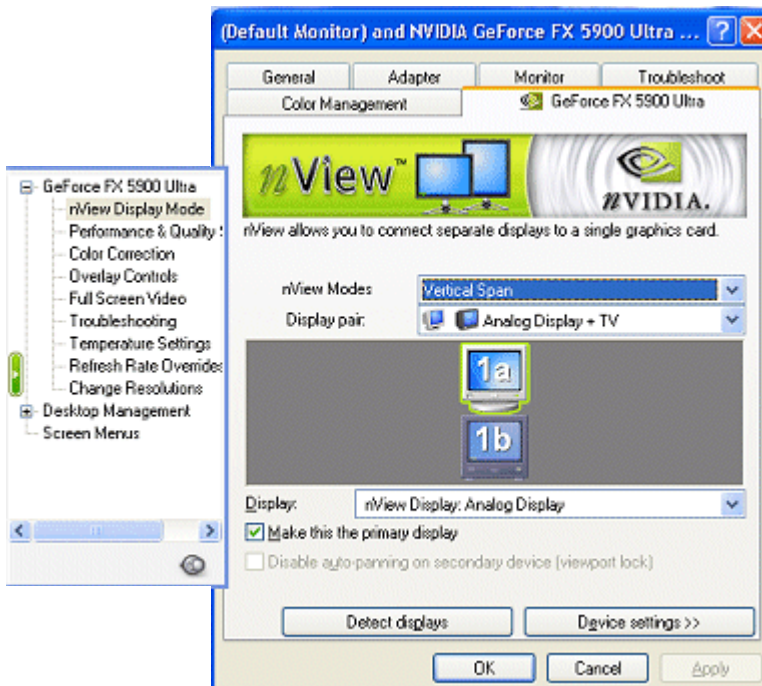 (Default Monitor) and NVIDIA GeForce FX 5900 Ultra ...
General Adapter Monitor Troubleshoot
Color Management GeForce FX 5900 Ultra
nView™
nVIDIA.
nView allows you to connect separate displays to a single graphics card.
nView Modes Vertical Span
Display pair: Analog Display + TV
1a
1b
Display: nView Display: Analog Display
Make this the primary display
Disable auto-panning on secondary device (viewport lock)
Detect displays Device settings >>
OK Cancel Apply
GeForce FX 5900 Ultra
nView Display Mode
Performance & Quality S
Color Correction
Overlay Controls
Full Screen Video
Troubleshooting
Temperature Settings
Refresh Rate Overrides
Change Resolutions
Desktop Management
Screen Menus